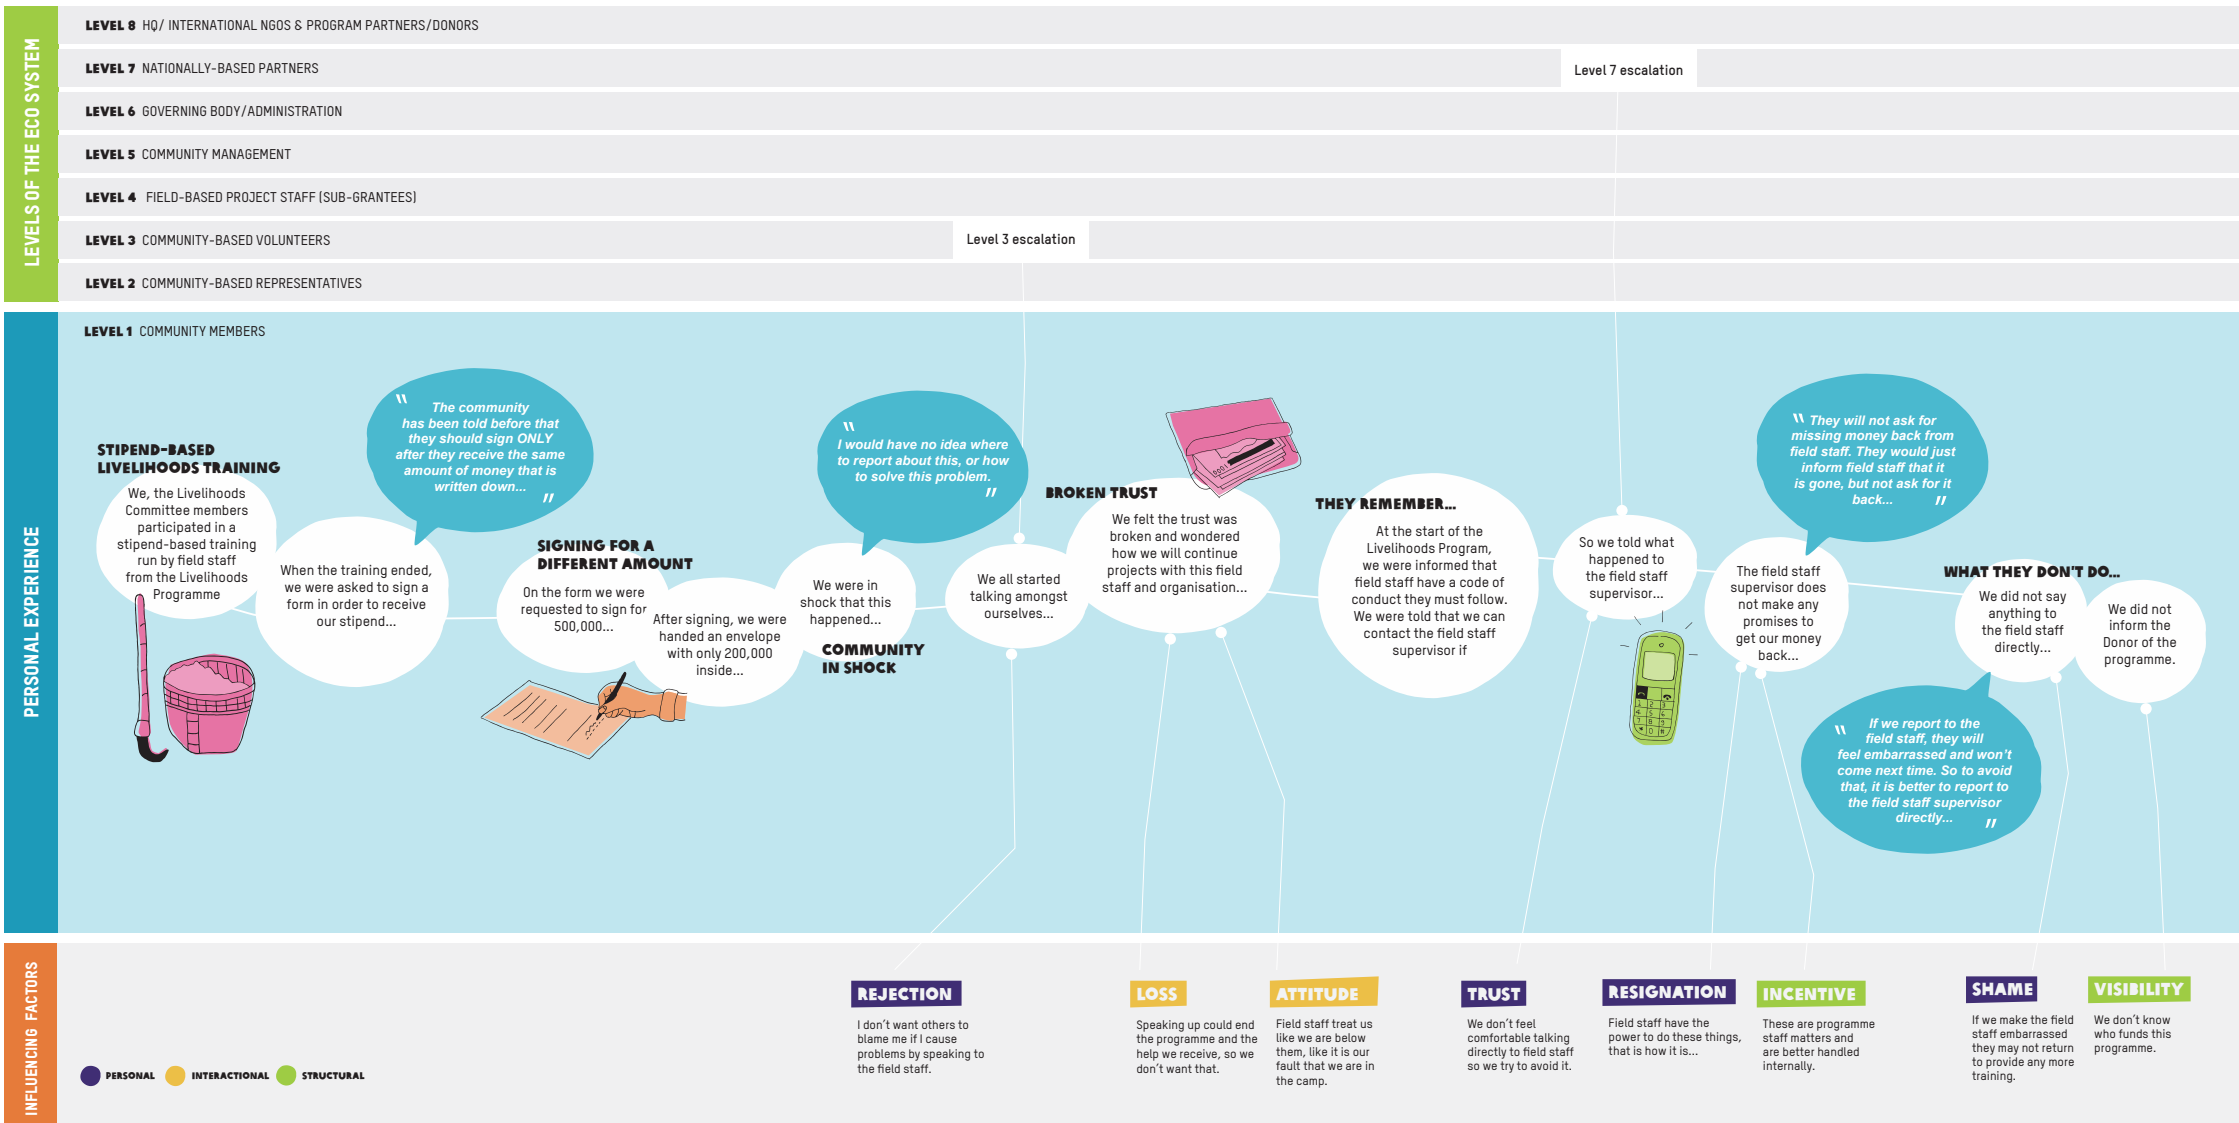 LEVELS OF THE ECO SYSTEM
LEVEL 8 HQ/ INTERNATIONAL NGOS & PROGRAM PARTNERS/DONORS
LEVEL 7 NATIONALLY-BASED PARTNERS
Level 7 escalation
LEVEL 6 GOVERNING BODY/ADMINISTRATION
LEVEL 5 COMMUNITY MANAGEMENT
LEVEL 4 FIELD-BASED PROJECT STAFF (SUB-GRANTEES)
LEVEL 3 COMMUNITY-BASED VOLUNTEERS
Level 3 escalation
LEVEL 2 COMMUNITY-BASED REPRESENTATIVES
PERSONAL EXPERIENCE
LEVEL 1 COMMUNITY MEMBERS
STIPEND-BASED
LIVELIHOODS TRAINING
We, the Livelihoods
Committee members
participated in a
stipend-based training
run by field staff
from the Livelihoods
Programme
" The community
has been told before that
they should sign ONLY
after they receive the same
amount of money that is
written down... "
When the training ended,
we were asked to sign a
form in order to receive
our stipend...
SIGNING FOR A
DIFFERENT AMOUNT
On the form we were
requested to sign for
500,000...
After signing, we were
handed an envelope
with only 200,000
inside...
" I would have no idea where
to report about this, or how
to solve this problem. "
We were in
shock that this
happened...
COMMUNITY
IN SHOCK
We all started
talking amongst
ourselves...
BROKEN TRUST
We felt the trust was
broken and wondered
how we will continue
projects with this field
staff and organisation...
THEY REMEMBER...
At the start of the
Livelihoods Program,
we were informed that
field staff have a code of
conduct they must follow.
We were told that we can
contact the field staff
supervisor if
So we told what
happened to
the field staff
supervisor...
1 2 3
4 5 6
7 8 9
* 0 #
" They will not ask for
missing money back from
field staff. They would just
inform field staff that it
is gone, but not ask for it
back... "
The field staff
supervisor does
not make any
promises to
get our money
back...
WHAT THEY DON'T DO...
We did not say
anything to
the field staff
directly...
" If we report to the
field staff, they will
feel embarrassed and won't
come next time. So to avoid
that, it is better to report to
the field staff supervisor
directly... "
We did not
inform the
Donor of the
programme.
INFLUENCING FACTORS
PERSONAL
INTERACTIONAL
STRUCTURAL
REJECTION
I don't want others to
blame me if I cause
problems by speaking to
the field staff.
LOSS
Speaking up could end
the programme and the
help we receive, so we
don't want that.
ATTITUDE
Field staff treat us
like we are below
them, like it is our
fault that we are in
the camp.
TRUST
We don't feel
comfortable talking
directly to field staff
so we try to avoid it.
RESIGNATION
Field staff have the
power to do these things,
that is how it is...
INCENTIVE
These are programme
staff matters and
are better handled
internally.
SHAME
If we make the field
staff embarrassed
they may not return
to provide any more
training.
VISIBILITY
We don't know
who funds this
programme.